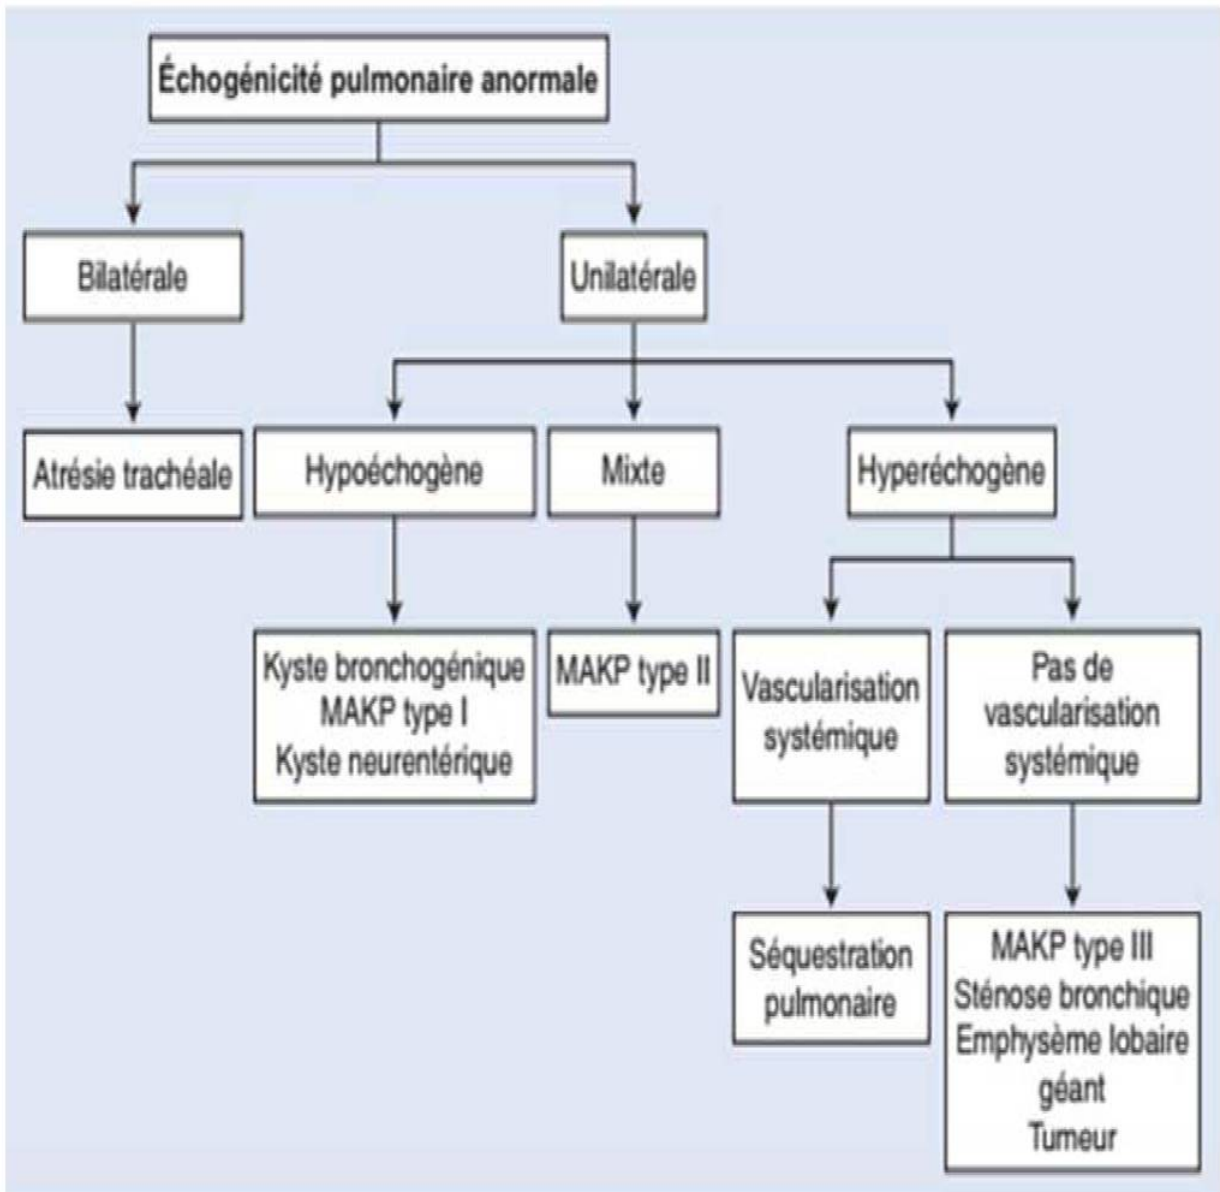 Échogénicité pulmonaire anormale
Bilatérale
Unilatérale
Atrésie trachéale
Hypoéchogène
Mixte
Hyperéchogène
Kyste bronchogénique
MAKP type I
Kyste neurentérique
MAKP type II
Vascularisation
systémique
Pas de
vascularisation
systémique
Séquestration
pulmonaire
MAKP type III
Sténose bronchique
Emphysème lobaire
géant
Tumeur